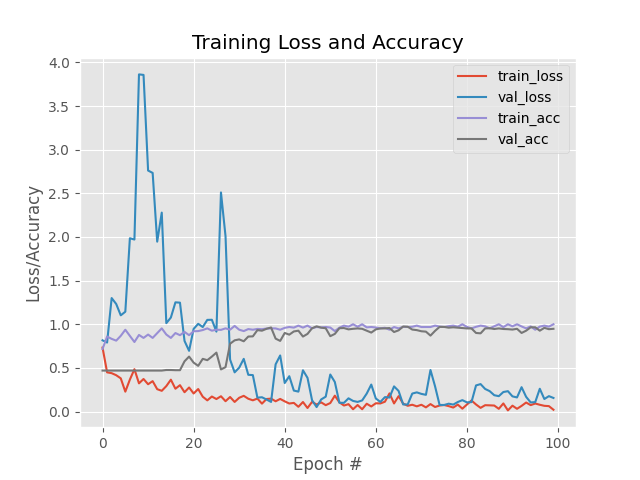 Training Loss and Accuracy
train_loss
val_loss
train_acc
val_acc
4.0
3.5
3.0
2.5
2.0
1.5
1.0
0.5
0.0
Loss/Accuracy
0 20 40 60 80 100
Epoch #